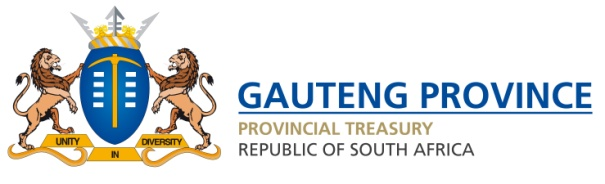 GAUTENG PROVINCE
PROVINCIAL TREASURY
REPUBLIC OF SOUTH AFRICA
UNITY
IN
DIVERSITY